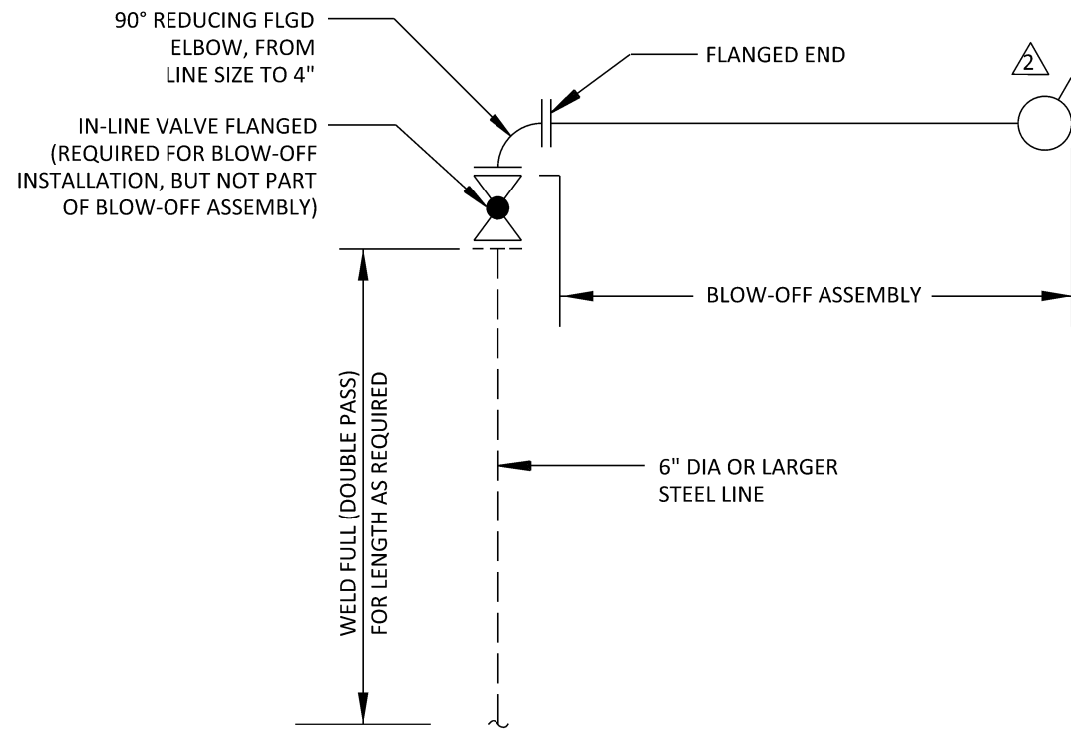 90° REDUCING FLGD
ELBOW, FROM
LINE SIZE TO 4"
FLANGED END
2
IN-LINE VALVE FLANGED
(REQUIRED FOR BLOW-OFF
INSTALLATION, BUT NOT PART
OF BLOW-OFF ASSEMBLY)
BLOW-OFF ASSEMBLY
WELD FULL (DOUBLE PASS)
FOR LENGTH AS REQUIRED
6" DIA OR LARGER
STEEL LINE